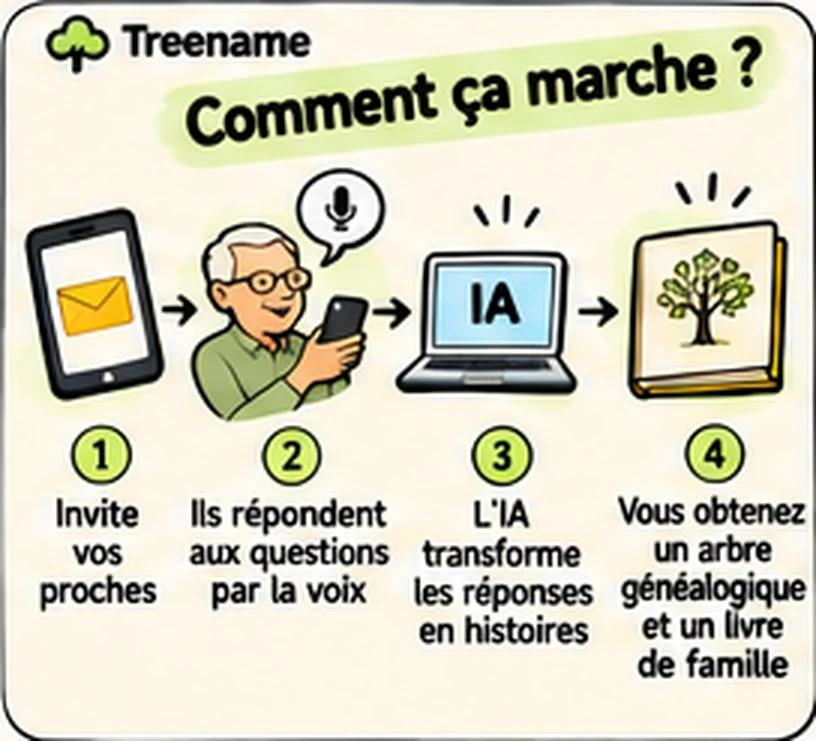 Treename
Comment ça marche ?
IA
1
Invite
vos
proches
2
Ils répondent
aux questions
par la voix
3
L'IA
transforme
les réponses
en histoires
4
Vous obtenez
un arbre
généalogique
et un livre
de famille